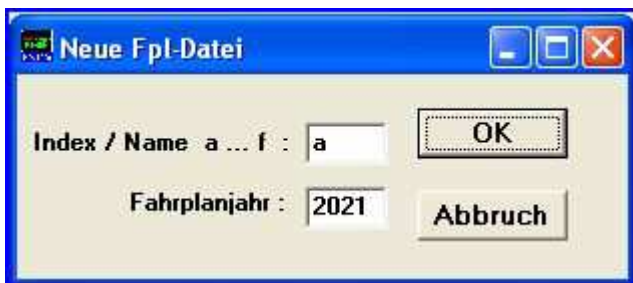 Neue Fpl-Datei
Index / Name a ... f : a
OK
Fahrplanjahr : 2021
Abbruch